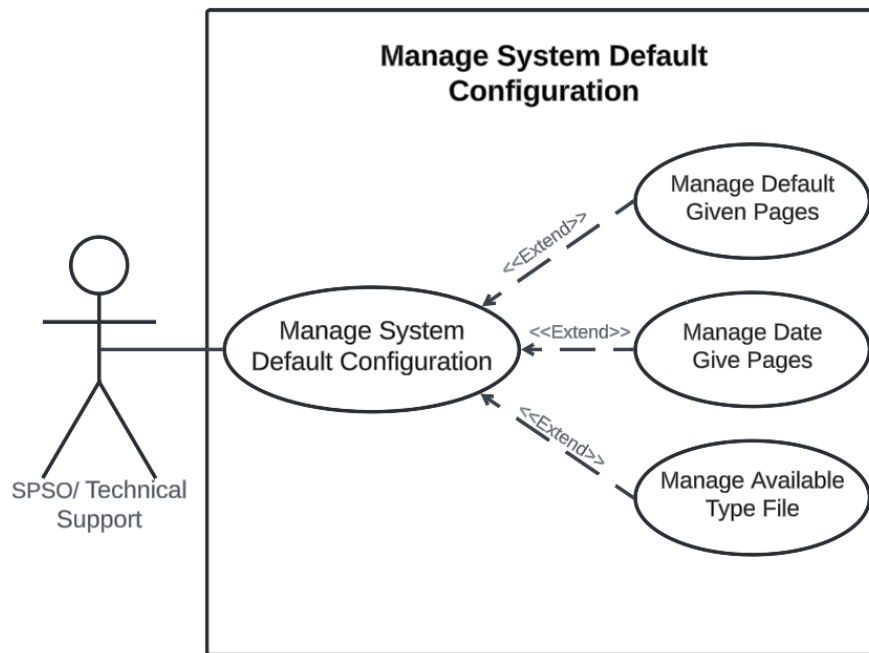 Manage System Default
Configuration
Manage Default
Given Pages
<<Extend>>
Manage System
Default Configuration
<<Extend>>
Manage Date
Give Pages
<<Extend>>
Manage Available
Type File
SPSO/ Technical
Support